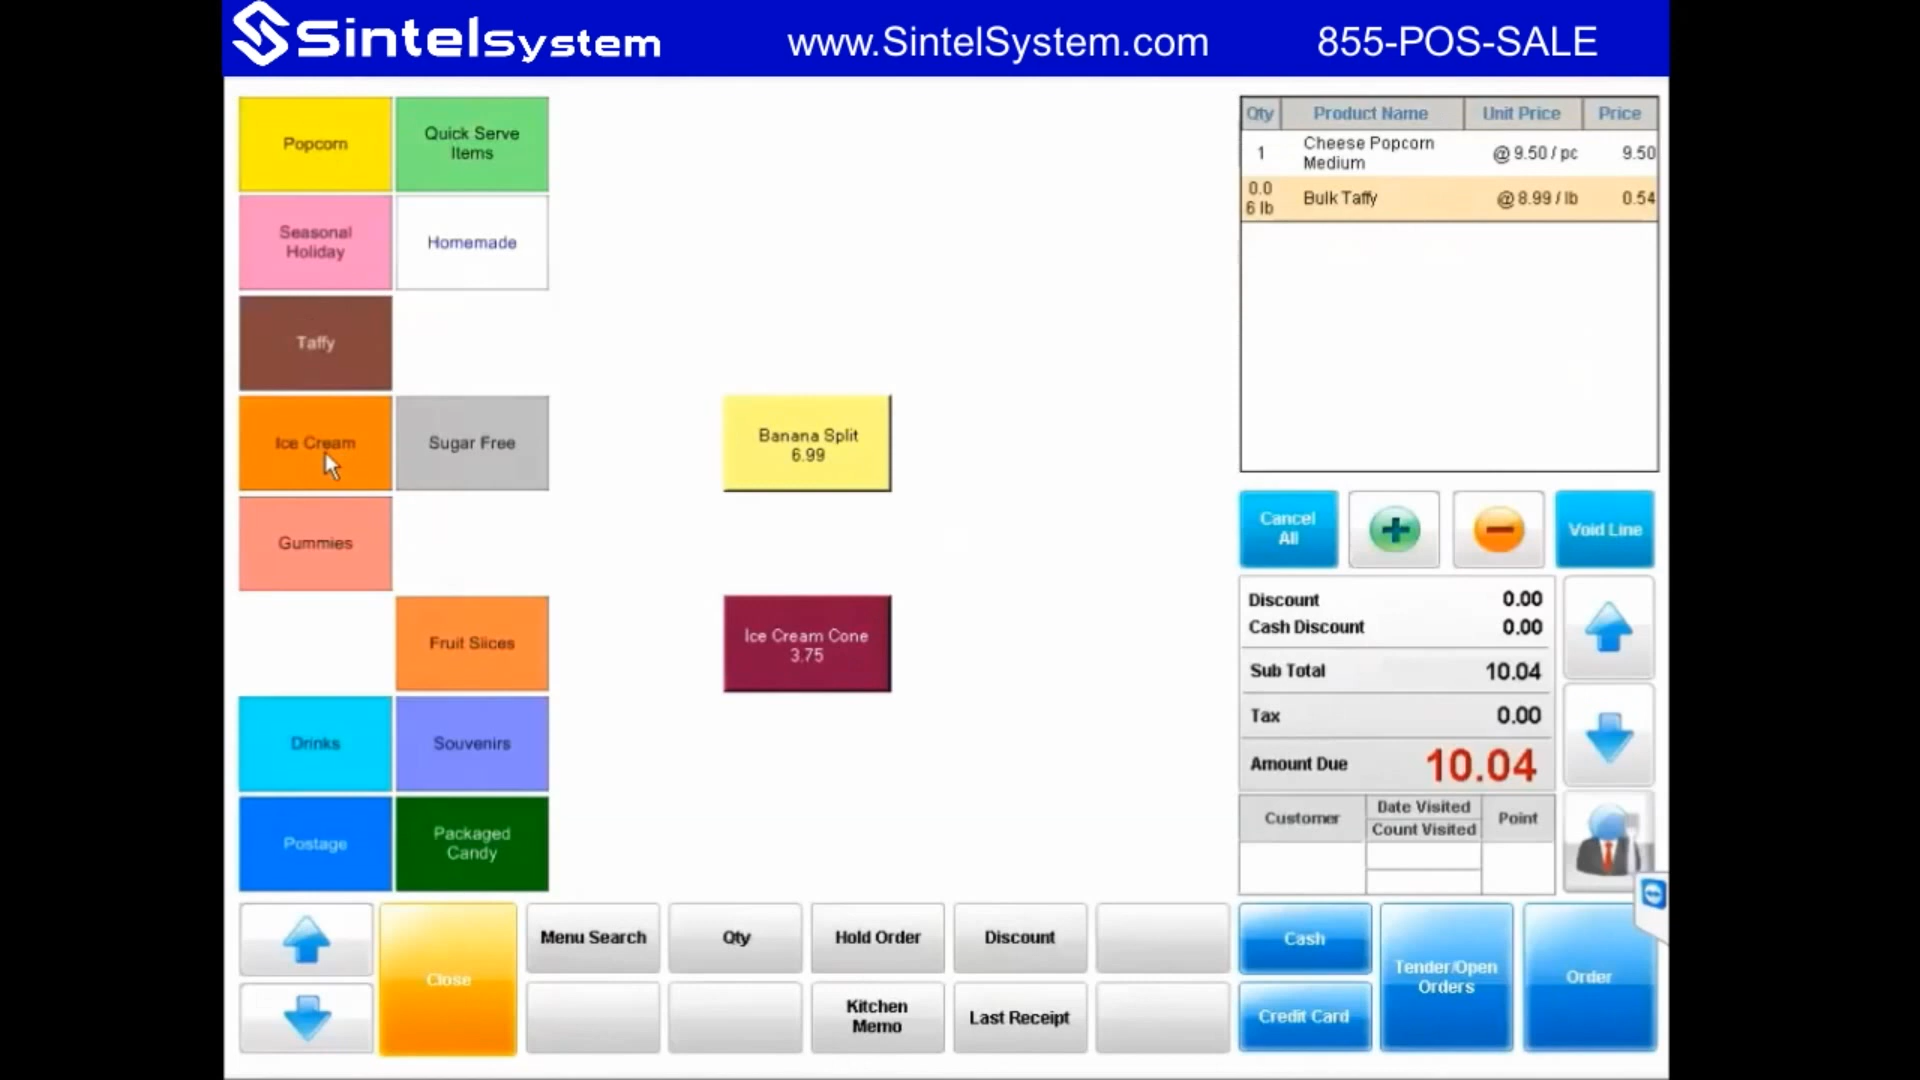 Sintelsystem
www.SintelSystem.com
855-POS-SALE
Popcorn
Quick Serve
Items
Seasonal
Holiday
Homemade
Taffy
Ice Cream
Sugar Free
Gummies
Fruit Slices
Drinks
Souvenirs
Postage
Packaged
Candy
Banana Split
6.99
Ice Cream Cone
3.75
Qty Product Name Unit Price Price
1 Cheese Popcorn Medium @ 9.50 / pc 9.50
0.0
6 lb Bulk Taffy @ 8.99 / lb 0.54
Cancel
All
Void Line
Discount 0.00
Cash Discount 0.00
Sub Total 10.04
Tax 0.00
Amount Due 10.04
Customer
Date Visited
Count Visited
Point
Close
Menu Search
Qty
Hold Order
Discount
Kitchen
Memo
Last Receipt
Cash
Credit Card
Tender/Open
Orders
Order